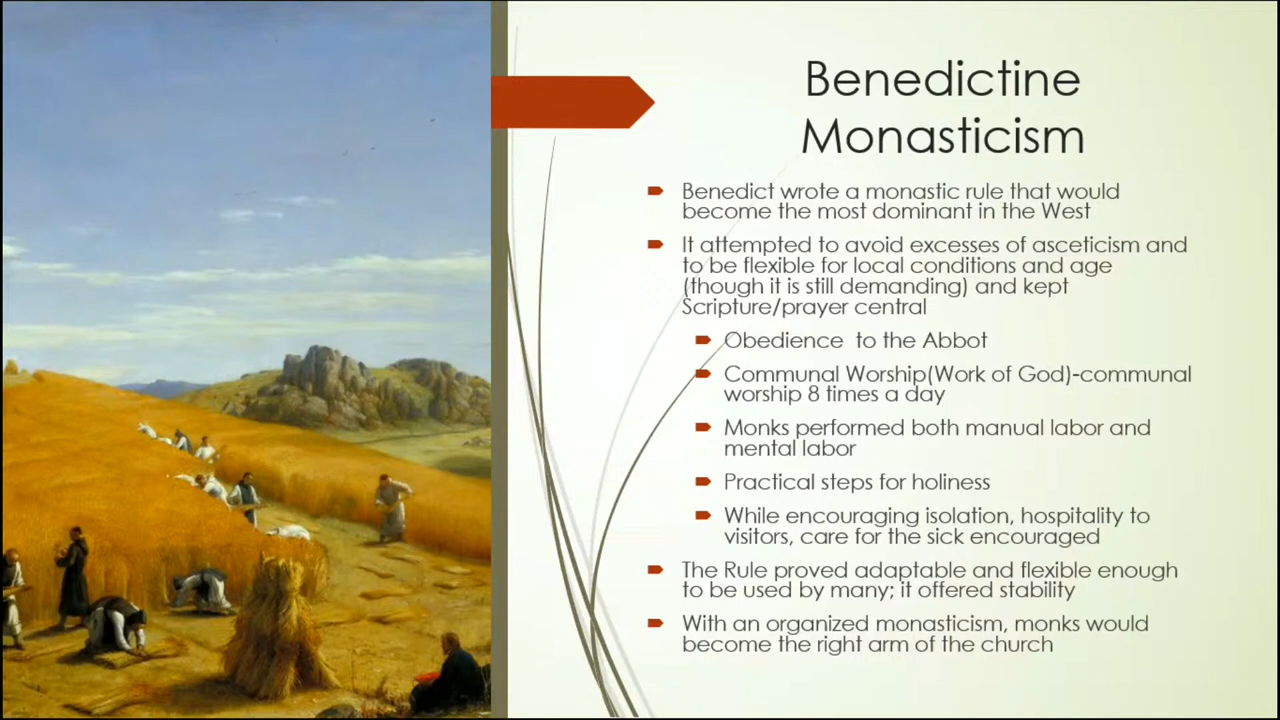 Benedictine
Monasticism
Benedict wrote a monastic rule that would
become the most dominant in the West
It attempted to avoid excesses of asceticism and
to be flexible for local conditions and age
(though it is still demanding) and kept
Scripture/prayer central
Obedience  to the Abbot
Communal Worship(Work of God)-communal
worship 8 times a day
Monks performed both manual labor and
mental labor
Practical steps for holiness
While encouraging isolation, hospitality to
visitors, care for the sick encouraged
The Rule proved adaptable and flexible enough
to be used by many; it offered stability
With an organized monasticism, monks would
become the right arm of the church